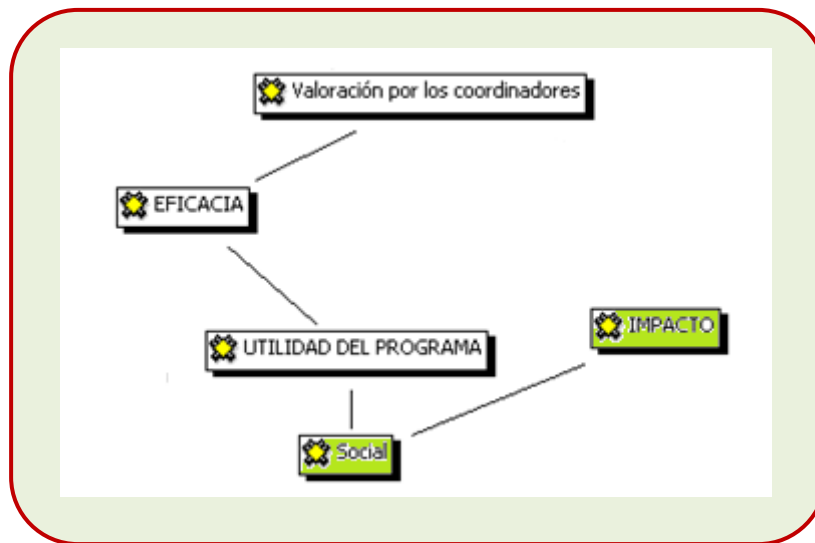 Valoración por los coordinadores
EFICACIA
IMPACTO
UTILIDAD DEL PROGRAMA
Social